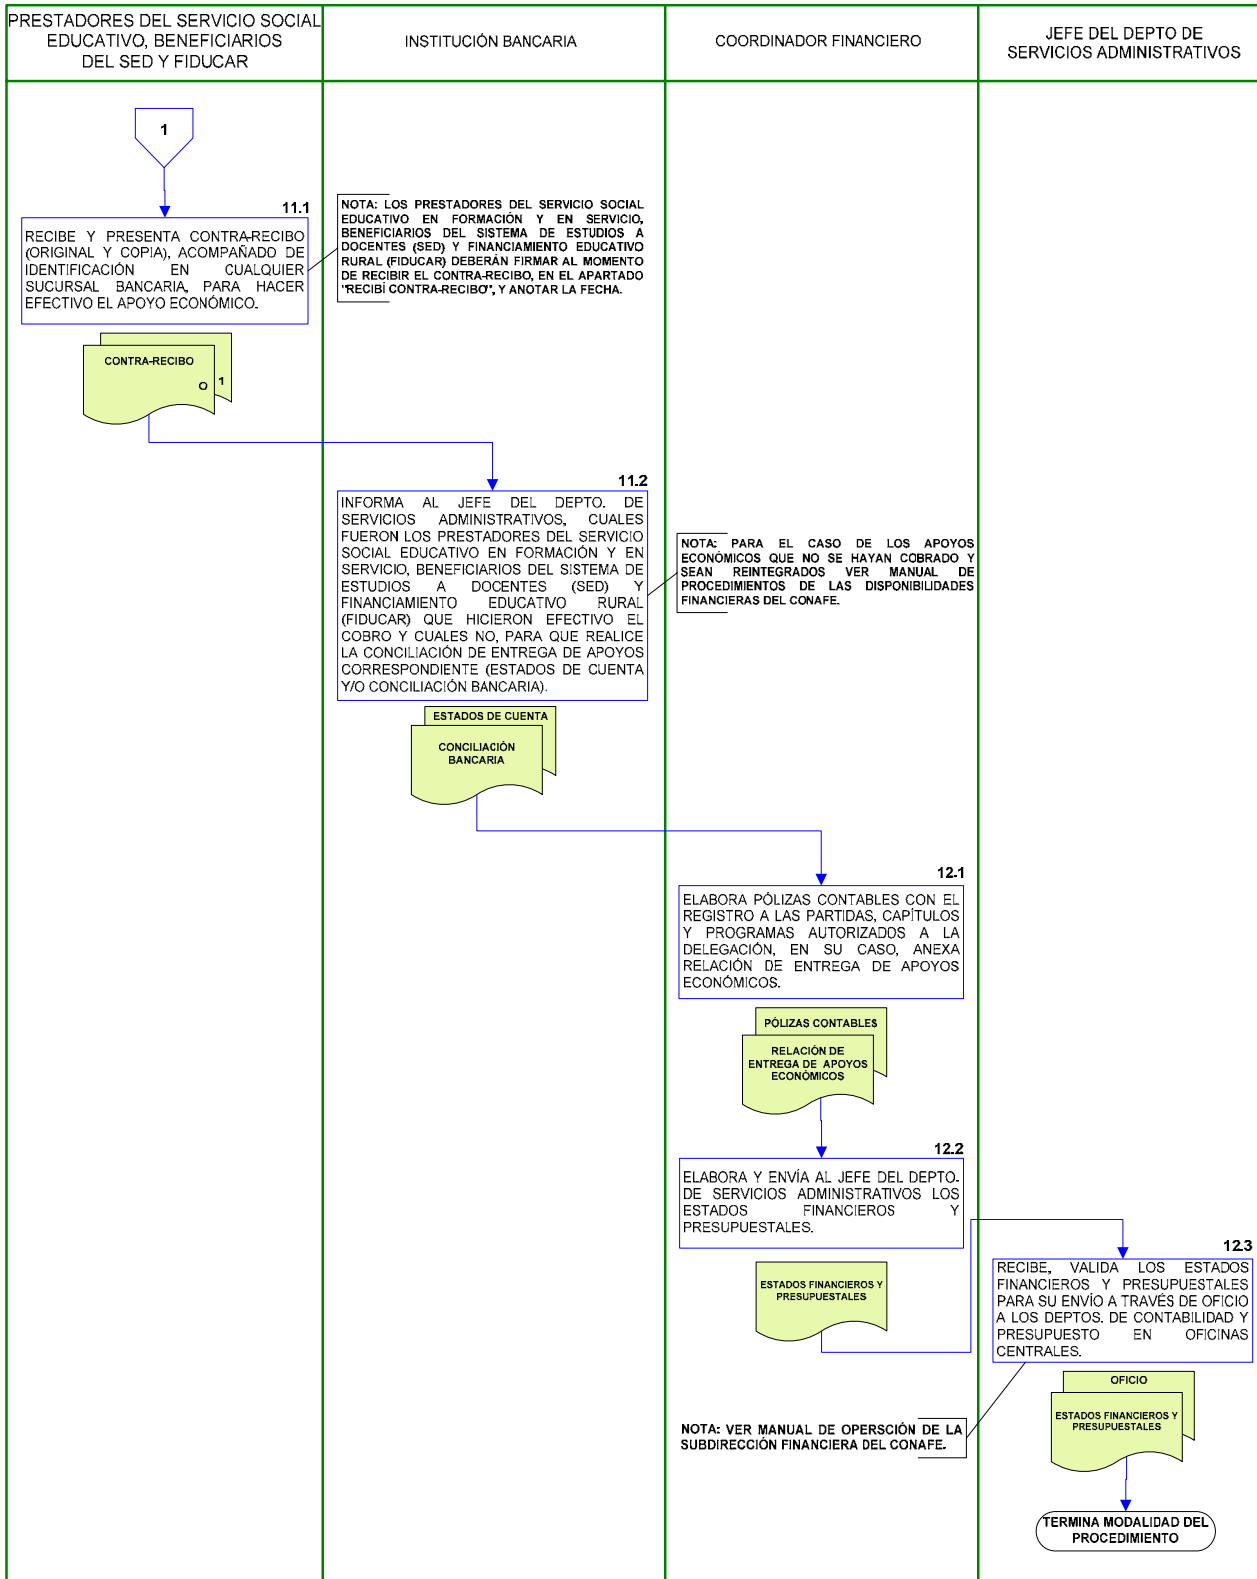 PRESTADORES DEL SERVICIO SOCIAL
EDUCATIVO, BENEFICIARIOS
DEL SED Y FIDUCAR
INSTITUCIÓN BANCARIA
COORDINADOR FINANCIERO
JEFE DEL DEPTO DE
SERVICIOS ADMINISTRATIVOS
1
11.1
RECIBE Y PRESENTA CONTRA-RECIBO
(ORIGINAL Y COPIA), ACOMPAÑADO DE
IDENTIFICACIÓN EN CUALQUIER
SUCURSAL BANCARIA, PARA HACER
EFECTIVO EL APOYO ECONÓMICO.
NOTA: LOS PRESTADORES DEL SERVICIO SOCIAL
EDUCATIVO EN FORMACIÓN Y EN SERVICIO,
BENEFICIARIOS DEL SISTEMA DE ESTUDIOS A
DOCENTES (SED) Y FINANCIAMIENTO EDUCATIVO
RURAL (FIDUCAR) DEBERÁN FIRMAR AL MOMENTO
DE RECIBIR EL CONTRA-RECIBO, EN EL APARTADO
"RECIBÍ CONTRA-RECIBO", Y ANOTAR LA FECHA.
CONTRA-RECIBO
O 1
11.2
INFORMA AL JEFE DEL DEPTO. DE
SERVICIOS ADMINISTRATIVOS, CUALES
FUERON LOS PRESTADORES DEL SERVICIO
SOCIAL EDUCATIVO EN FORMACIÓN Y EN
SERVICIO, BENEFICIARIOS DEL SISTEMA DE
ESTUDIOS A DOCENTES (SED) Y
FINANCIAMIENTO EDUCATIVO RURAL
(FIDUCAR) QUE HICIERON EFECTIVO EL
COBRO Y CUALES NO, PARA QUE REALICE
LA CONCILIACIÓN DE ENTREGA DE APOYOS
CORRESPONDIENTE (ESTADOS DE CUENTA
Y/O CONCILIACIÓN BANCARIA).
NOTA: PARA EL CASO DE LOS APOYOS
ECONÓMICOS QUE NO SE HAYAN COBRADO Y
SEAN REINTEGRADOS VER MANUAL DE
PROCEDIMIENTOS DE LAS DISPONIBILIDADES
FINANCIERAS DEL CONAFE.
ESTADOS DE CUENTA
CONCILIACIÓN
BANCARIA
12.1
ELABORA PÓLIZAS CONTABLES CON EL
REGISTRO A LAS PARTIDAS, CAPÍTULOS
Y PROGRAMAS AUTORIZADOS A LA
DELEGACIÓN, EN SU CASO, ANEXA
RELACIÓN DE ENTREGA DE APOYOS
ECONÓMICOS.
PÓLIZAS CONTABLES
RELACIÓN DE
ENTREGA DE APOYOS
ECONÓMICOS
12.2
ELABORA Y ENVÍA AL JEFE DEL DEPTO.
DE SERVICIOS ADMINISTRATIVOS LOS
ESTADOS FINANCIEROS Y
PRESUPUESTALES.
ESTADOS FINANCIEROS Y
PRESUPUESTALES
12.3
RECIBE, VALIDA LOS ESTADOS
FINANCIEROS Y PRESUPUESTALES
PARA SU ENVÍO A TRAVÉS DE OFICIO
A LOS DEPTOS. DE CONTABILIDAD Y
PRESUPUESTO EN OFICINAS
CENTRALES.
OFICIO
ESTADOS FINANCIEROS Y
PRESUPUESTALES
NOTA: VER MANUAL DE OPERSCIÓN DE LA
SUBDIRECCIÓN FINANCIERA DEL CONAFE.
TERMINA MODALIDAD DEL
PROCEDIMIENTO